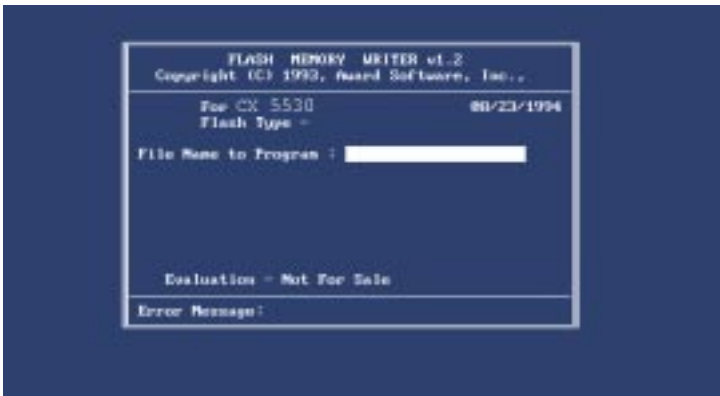 FLASH MEMORY WRITER v1.2
Copyright (C) 1993, Award Software, Inc.,
For CX 5530 08/23/1994
Flash Type -
File Name to Program :
Evaluation - Not For Sale
Error Message: